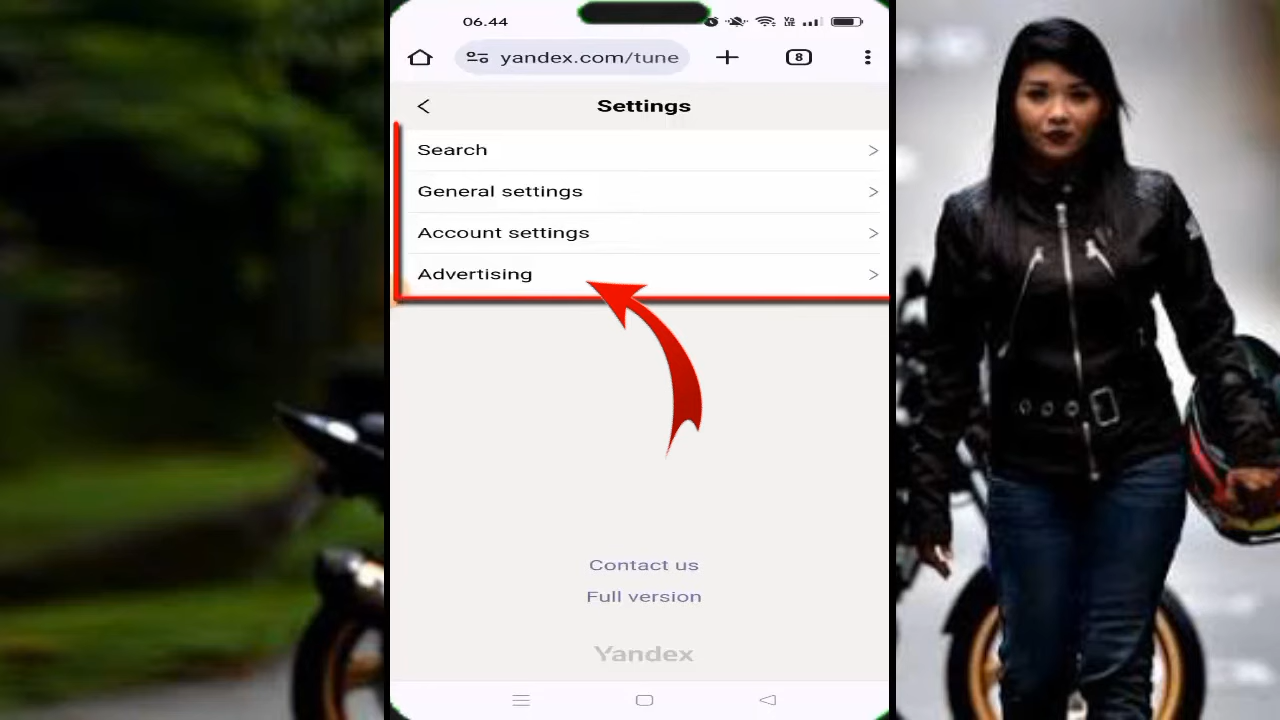 06.44
yandex.com/tune
8
Settings
Search
General settings
Account settings
Advertising
Contact us
Full version
Yandex